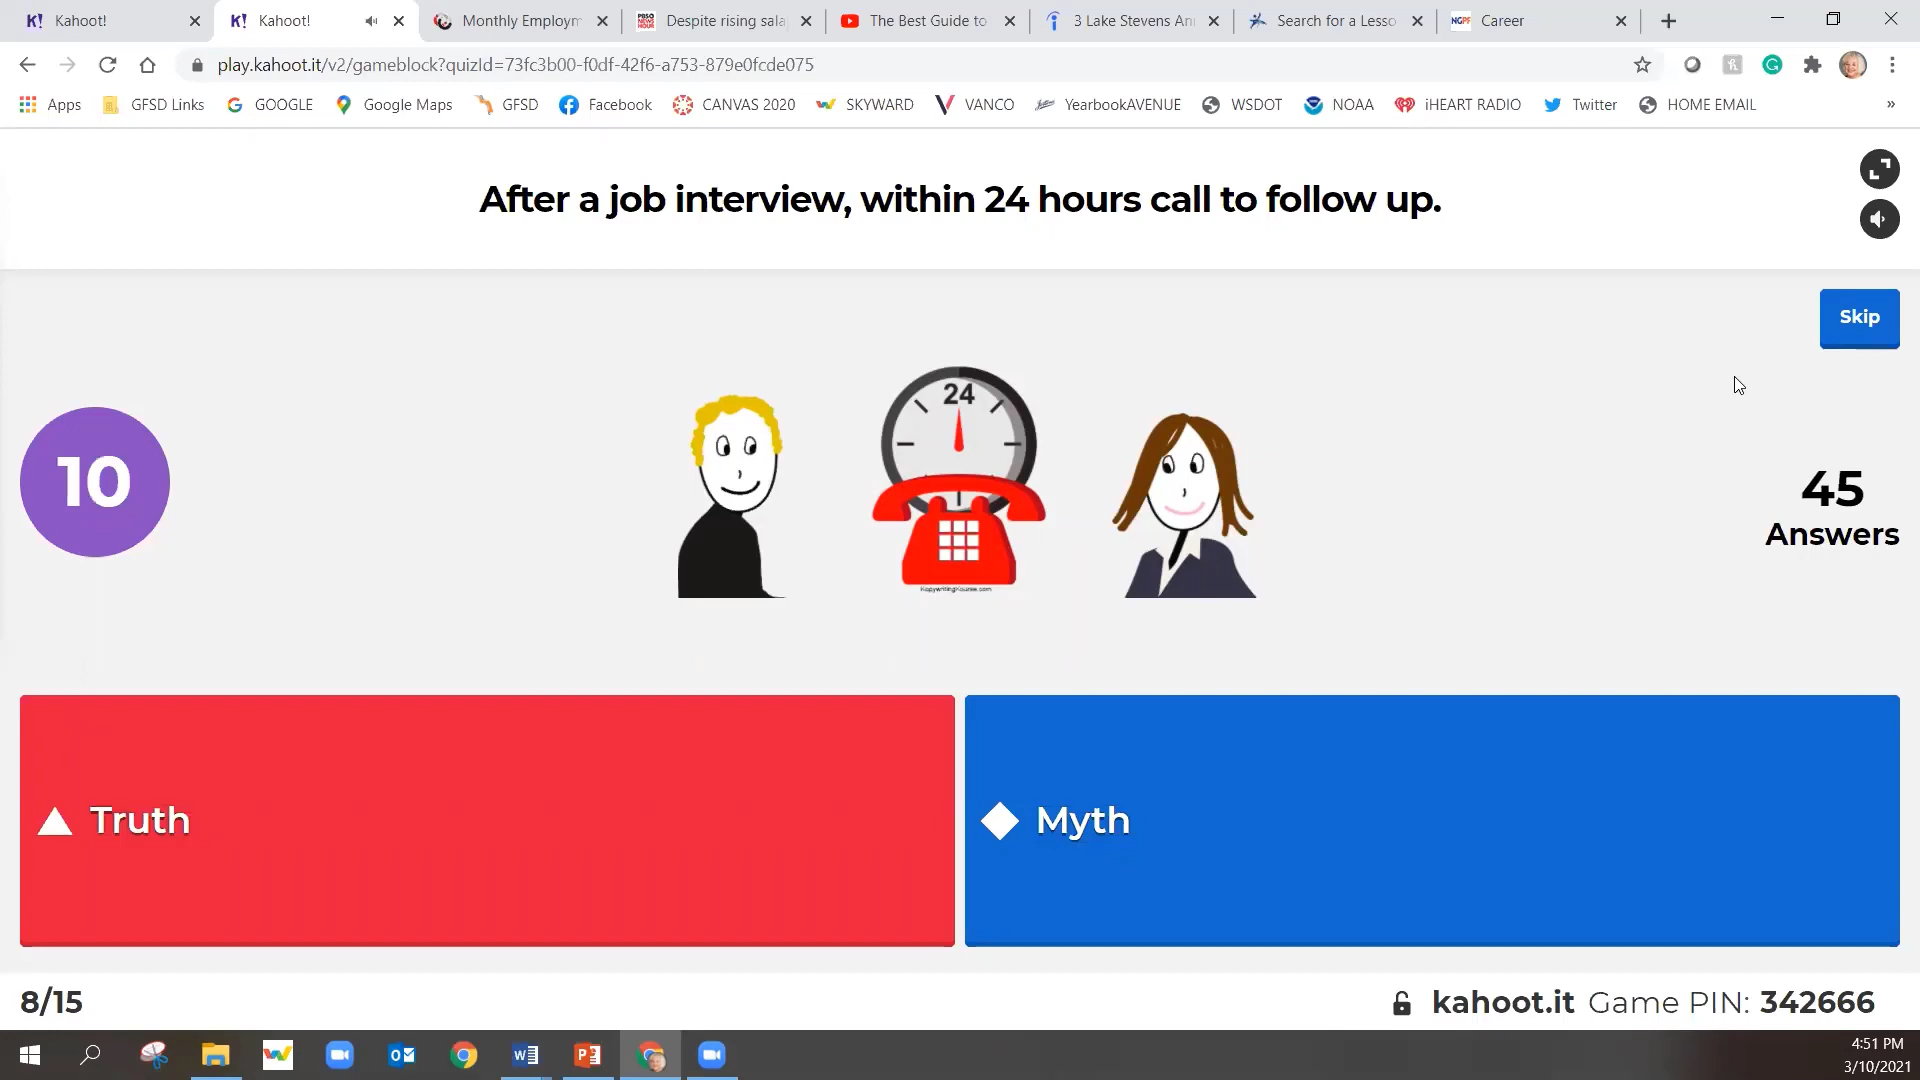 Kahoot!
Kahoot!
Monthly Employm
Despite rising sala
The Best Guide to
3 Lake Stevens An
Search for a Lesso
NGPF Career
play.kahoot.it/v2/gameblock?quizId=73fc3b00-f0df-42f6-a753-879e0fcde075
Apps GFSD Links GOOGLE Google Maps GFSD Facebook CANVAS 2020 SKYWARD VANCO YearbookAVENUE WSDOT NOAA iHEART RADIO Twitter HOME EMAIL »
After a job interview, within 24 hours call to follow up.
Skip
24
10
45
Answers
Truth
Myth
8/15
kahoot.it Game PIN: 342666
4:51 PM
3/10/2021